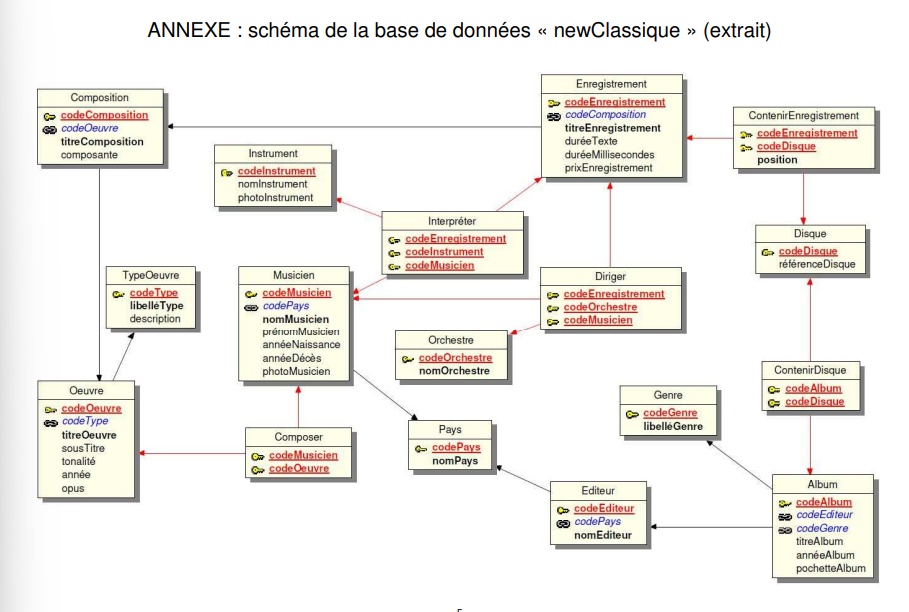 ANNEXE : schéma de la base de données « newClassique » (extrait)
Composition
codeComposition
codeOeuvre
titreComposition
composante
Instrument
codeInstrument
nomInstrument
photoInstrument
Enregistrement
codeEnregistrement
codeComposition
titreEnregistrement
duréeTexte
duréeMillisecondes
prixEnregistrement
ContenirEnregistrement
codeEnregistrement
codeDisque
position
Interpréter
codeEnregistrement
codeInstrument
codeMusicien
Disque
codeDisque
référenceDisque
TypeOeuvre
codeType
libelléType
description
Musicien
codeMusicien
codePays
nomMusicien
prénomMusicien
annéeNaissance
annéeDécès
photoMusicien
Diriger
codeEnregistrement
codeOrchestre
codeMusicien
Orchestre
codeOrchestre
nomOrchestre
ContenirDisque
codeAlbum
codeDisque
Oeuvre
codeOeuvre
codeType
titreOeuvre
sousTitre
tonalité
année
opus
Composer
codeMusicien
codeOeuvre
Pays
codePays
nomPays
Genre
codeGenre
libelléGenre
Editeur
codeEditeur
codePays
nomEditeur
Album
codeAlbum
codeEditeur
codeGenre
titreAlbum
annéeAlbum
pochetteAlbum